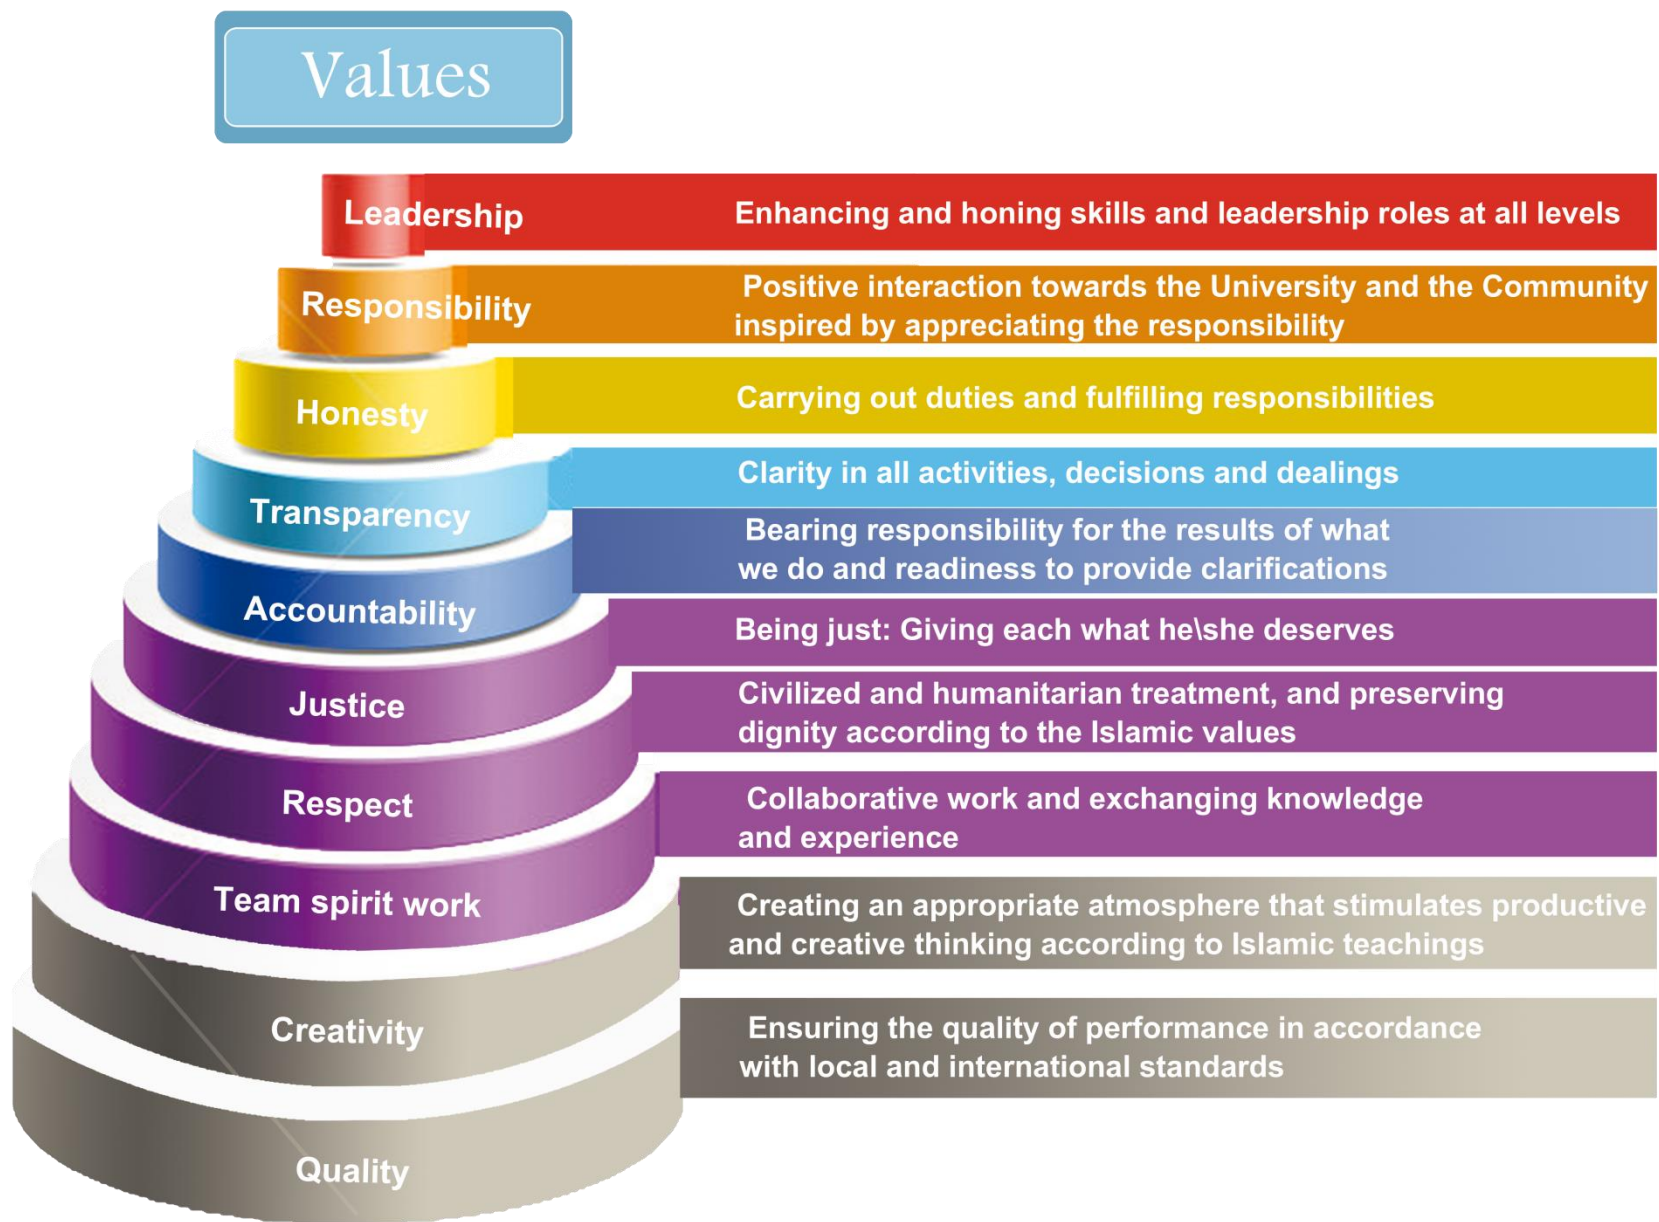 Values
Leadership
Enhancing and honing skills and leadership roles at all levels
Responsibility
Positive interaction towards the University and the Community
inspired by appreciating the responsibility
Honesty
Carrying out duties and fulfilling responsibilities
Transparency
Clarity in all activities, decisions and dealings
Accountability
Bearing responsibility for the results of what
we do and readiness to provide clarifications
Justice
Being just: Giving each what he\she deserves
Respect
Civilized and humanitarian treatment, and preserving
dignity according to the Islamic values
Team spirit work
Collaborative work and exchanging knowledge
and experience
Creativity
Creating an appropriate atmosphere that stimulates productive
and creative thinking according to Islamic teachings
Quality
Ensuring the quality of performance in accordance
with local and international standards